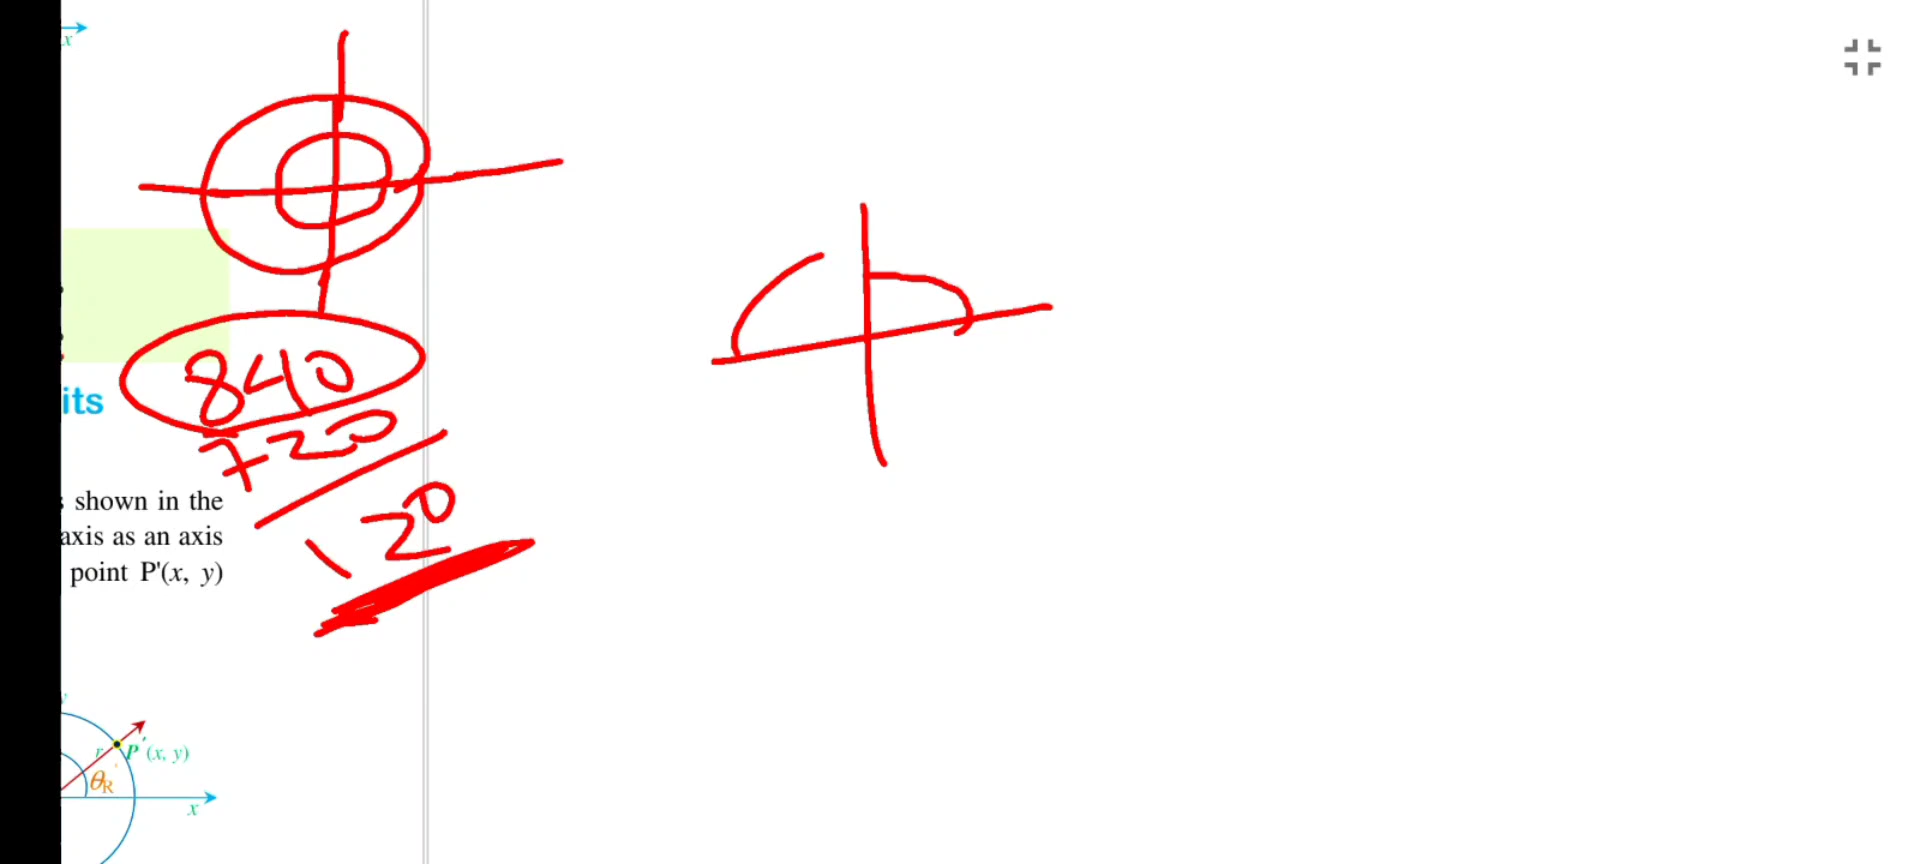 x
840
720
120
its
shown in the
axis as an axis
point P'(x, y)
y
r P'(x, y)
θR
x